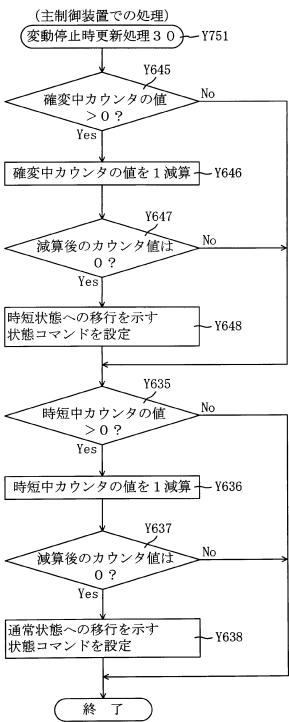 (主制御装置での処理)
変動停止時更新処理30 Y751
Y645
確変中カウンタの値
>0?
No
Yes
確変中カウンタの値を1減算 Y646
Y647
減算後のカウンタ値は
0?
No
Yes
時短状態への移行を示す
状態コマンドを設定
Y648
Y635
時短中カウンタの値
>0?
No
Yes
時短中カウンタの値を1減算 Y636
Y637
減算後のカウンタ値は
0?
No
Yes
通常状態への移行を示す
状態コマンドを設定
Y638
終 了